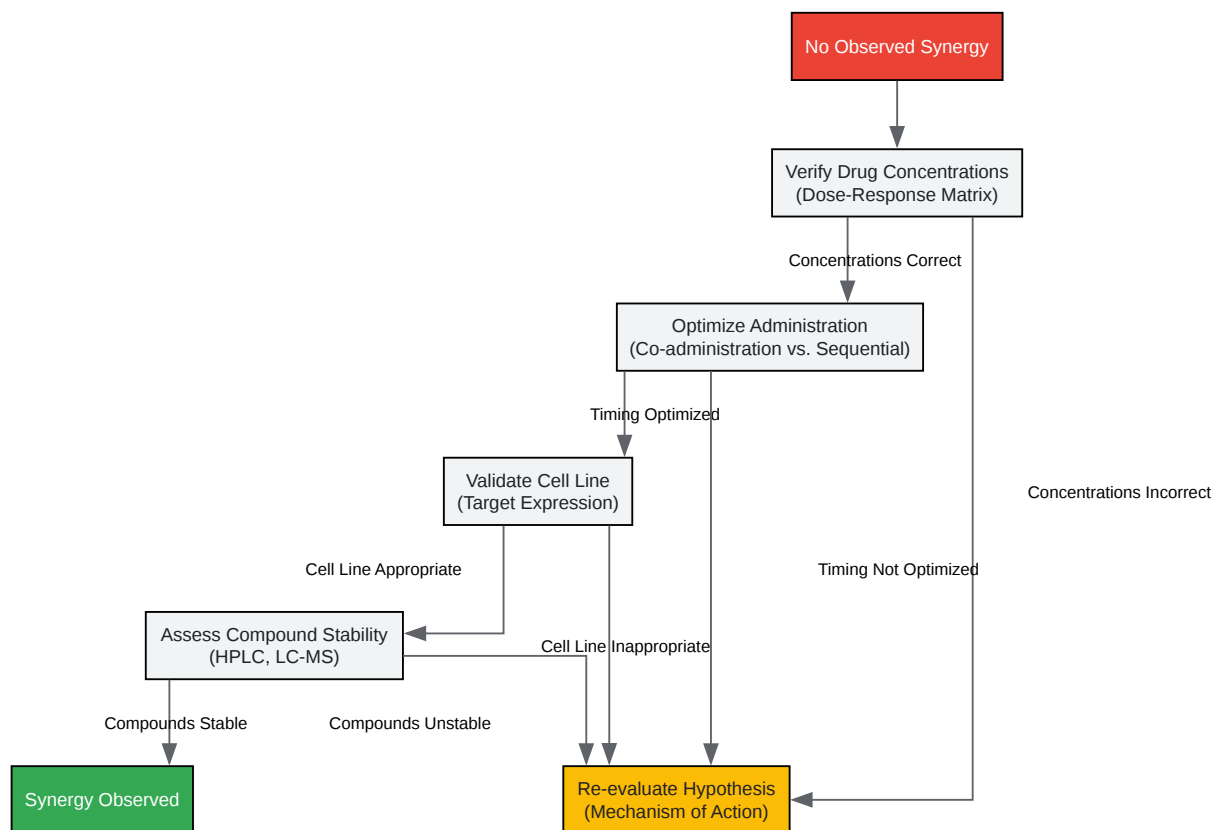 No Observed Synergy
Verify Drug Concentrations
(Dose-Response Matrix)
Concentrations Correct
Optimize Administration
(Co-administration vs. Sequential)
Timing Optimized
Validate Cell Line
(Target Expression)
Concentrations Incorrect
Cell Line Appropriate
Timing Not Optimized
Assess Compound Stability
(HPLC, LC-MS)
Cell Line Inappropriate
Compounds Stable
Compounds Unstable
Synergy Observed
Re-evaluate Hypothesis
(Mechanism of Action)